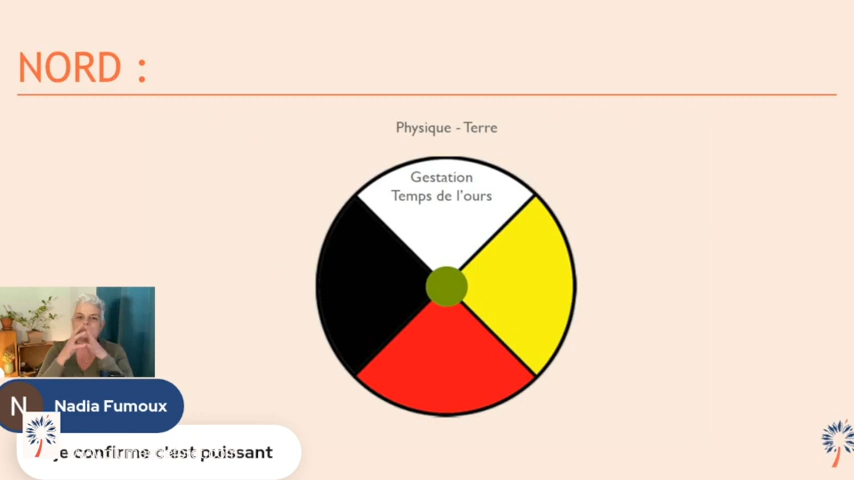 NORD :
Physique - Terre
Gestation
Temps de l'ours
N
Nadia Fumoux
je confirme c'est puissant